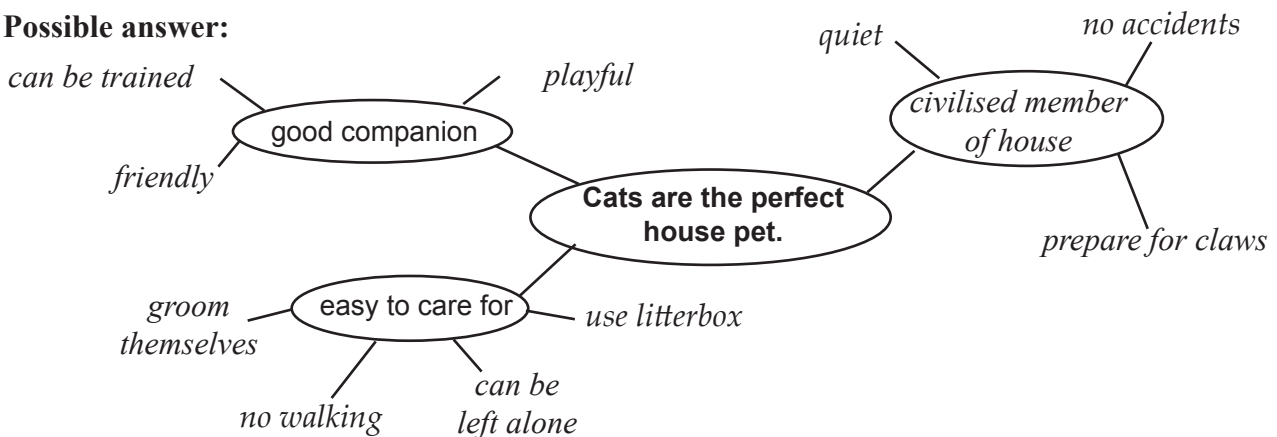 Possible answer:
can be trained
playful
good companion
friendly
quiet
no accidents
civilised member
of house
prepare for claws
Cats are the perfect
house pet.
easy to care for
groom
themselves
use litterbox
no walking
can be
left alone